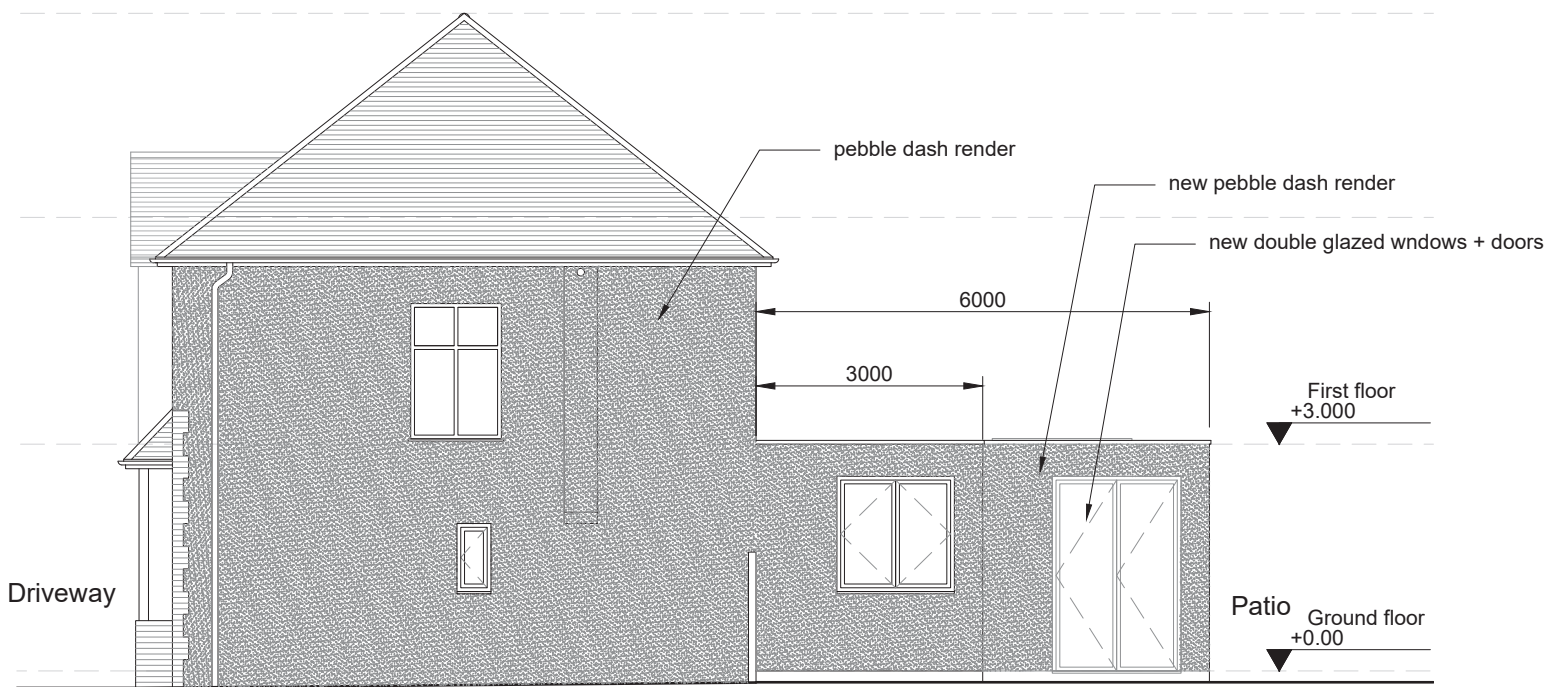 pebble dash render
new pebble dash render
new double glazed wndows + doors
6000
3000
First floor
+3.000
Driveway
Patio
Ground floor
+0.00